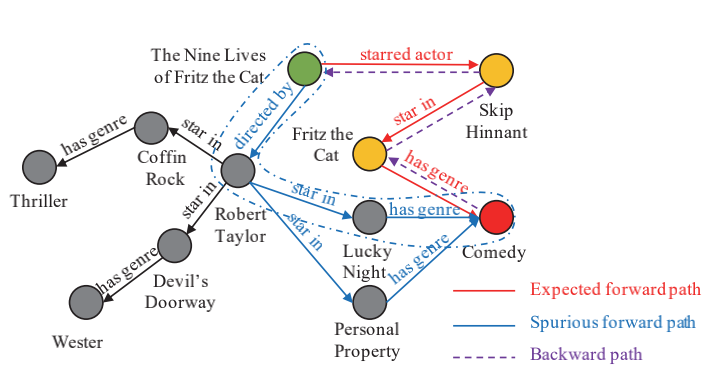 The Nine Lives
of Fritz the Cat
starred actor
Skip
Hinnant
directed by
star in
Fritz the
Cat
has genre
star in
has genre
Coffin
Rock
Thriller
Robert
Taylor
star in
has genre
Comedy
star in
star in
Lucky
Night
has genre
has genre
Devil's
Doorway
Wester
Personal
Property
Expected forward path
Spurious forward path
Backward path